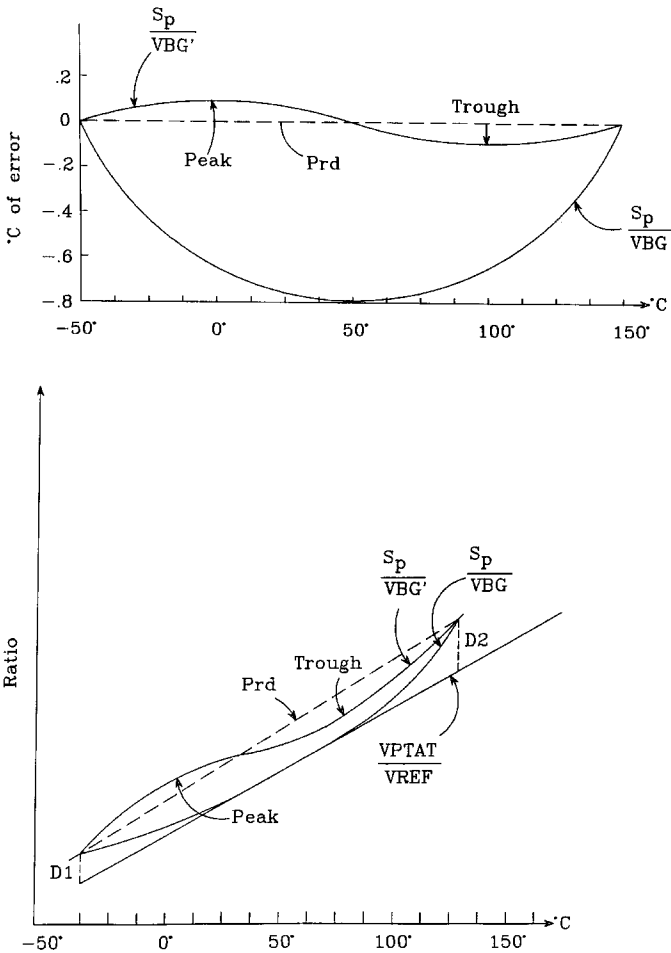 Sp
VBG'
.2
0
-.2
-.4
-.6
-.8
°C of error
Peak
Prd
Trough
Sp
VBG
°C
-50°
0°
50°
100°
150°
Ratio
Sp
VBG'
Sp
VBG
D2
Trough
Prd
VPTAT
VREF
Peak
D1
°C
-50°
0°
50°
100°
150°